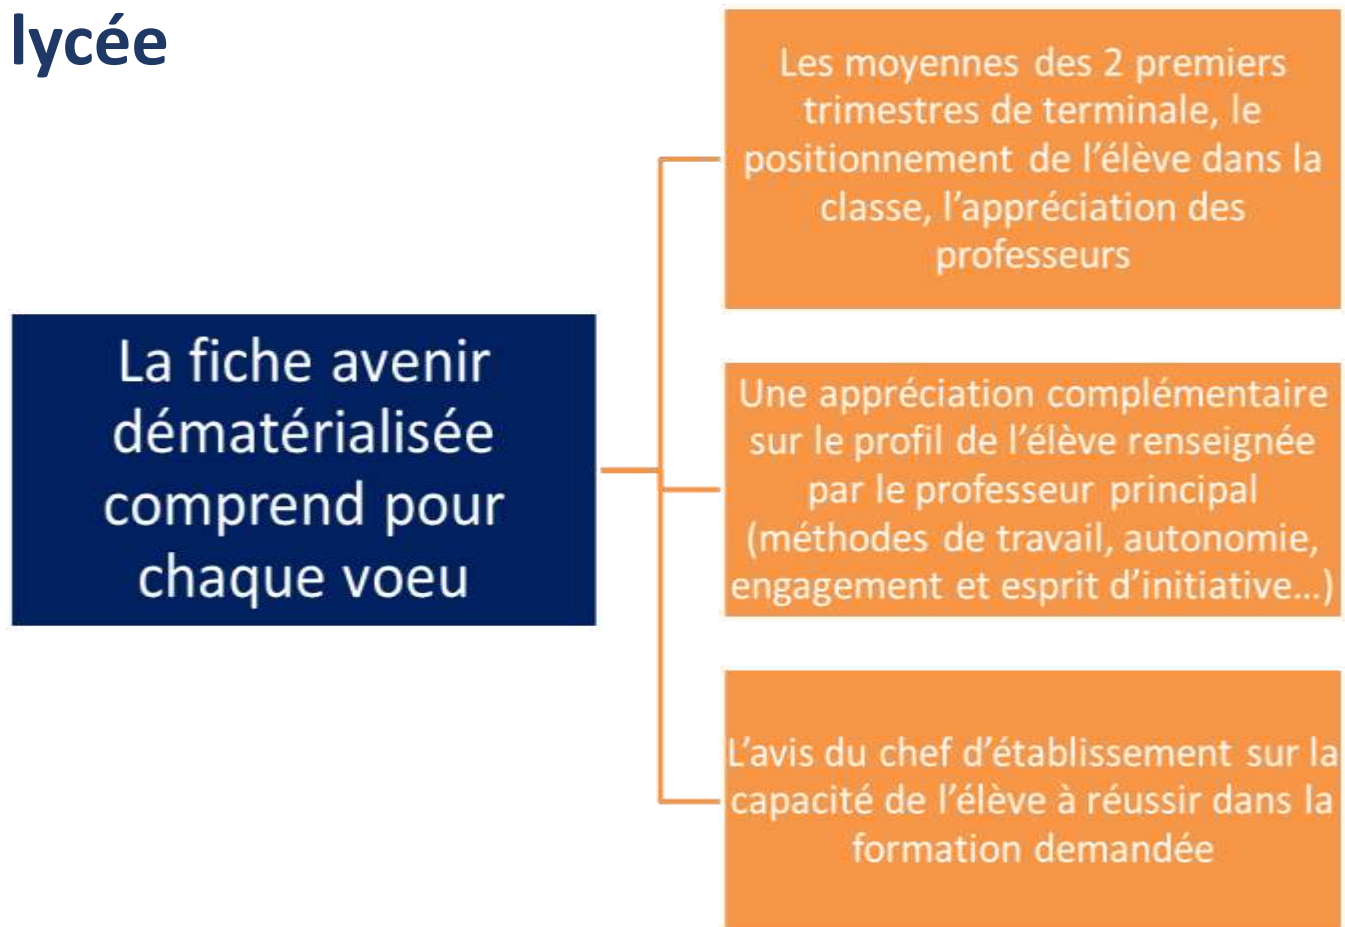 lycée
La fiche avenir
dématérialisée
comprend pour
chaque voeu
Les moyennes des 2 premiers
trimestres de terminale, le
positionnement de l’élève dans la
classe, l’appréciation des
professeurs
Une appréciation complémentaire
sur le profil de l’élève renseignée
par le professeur principal
(méthodes de travail, autonomie,
engagement et esprit d’initiative…)
L’avis du chef d’établissement sur la
capacité de l’élève à réussir dans la
formation demandée